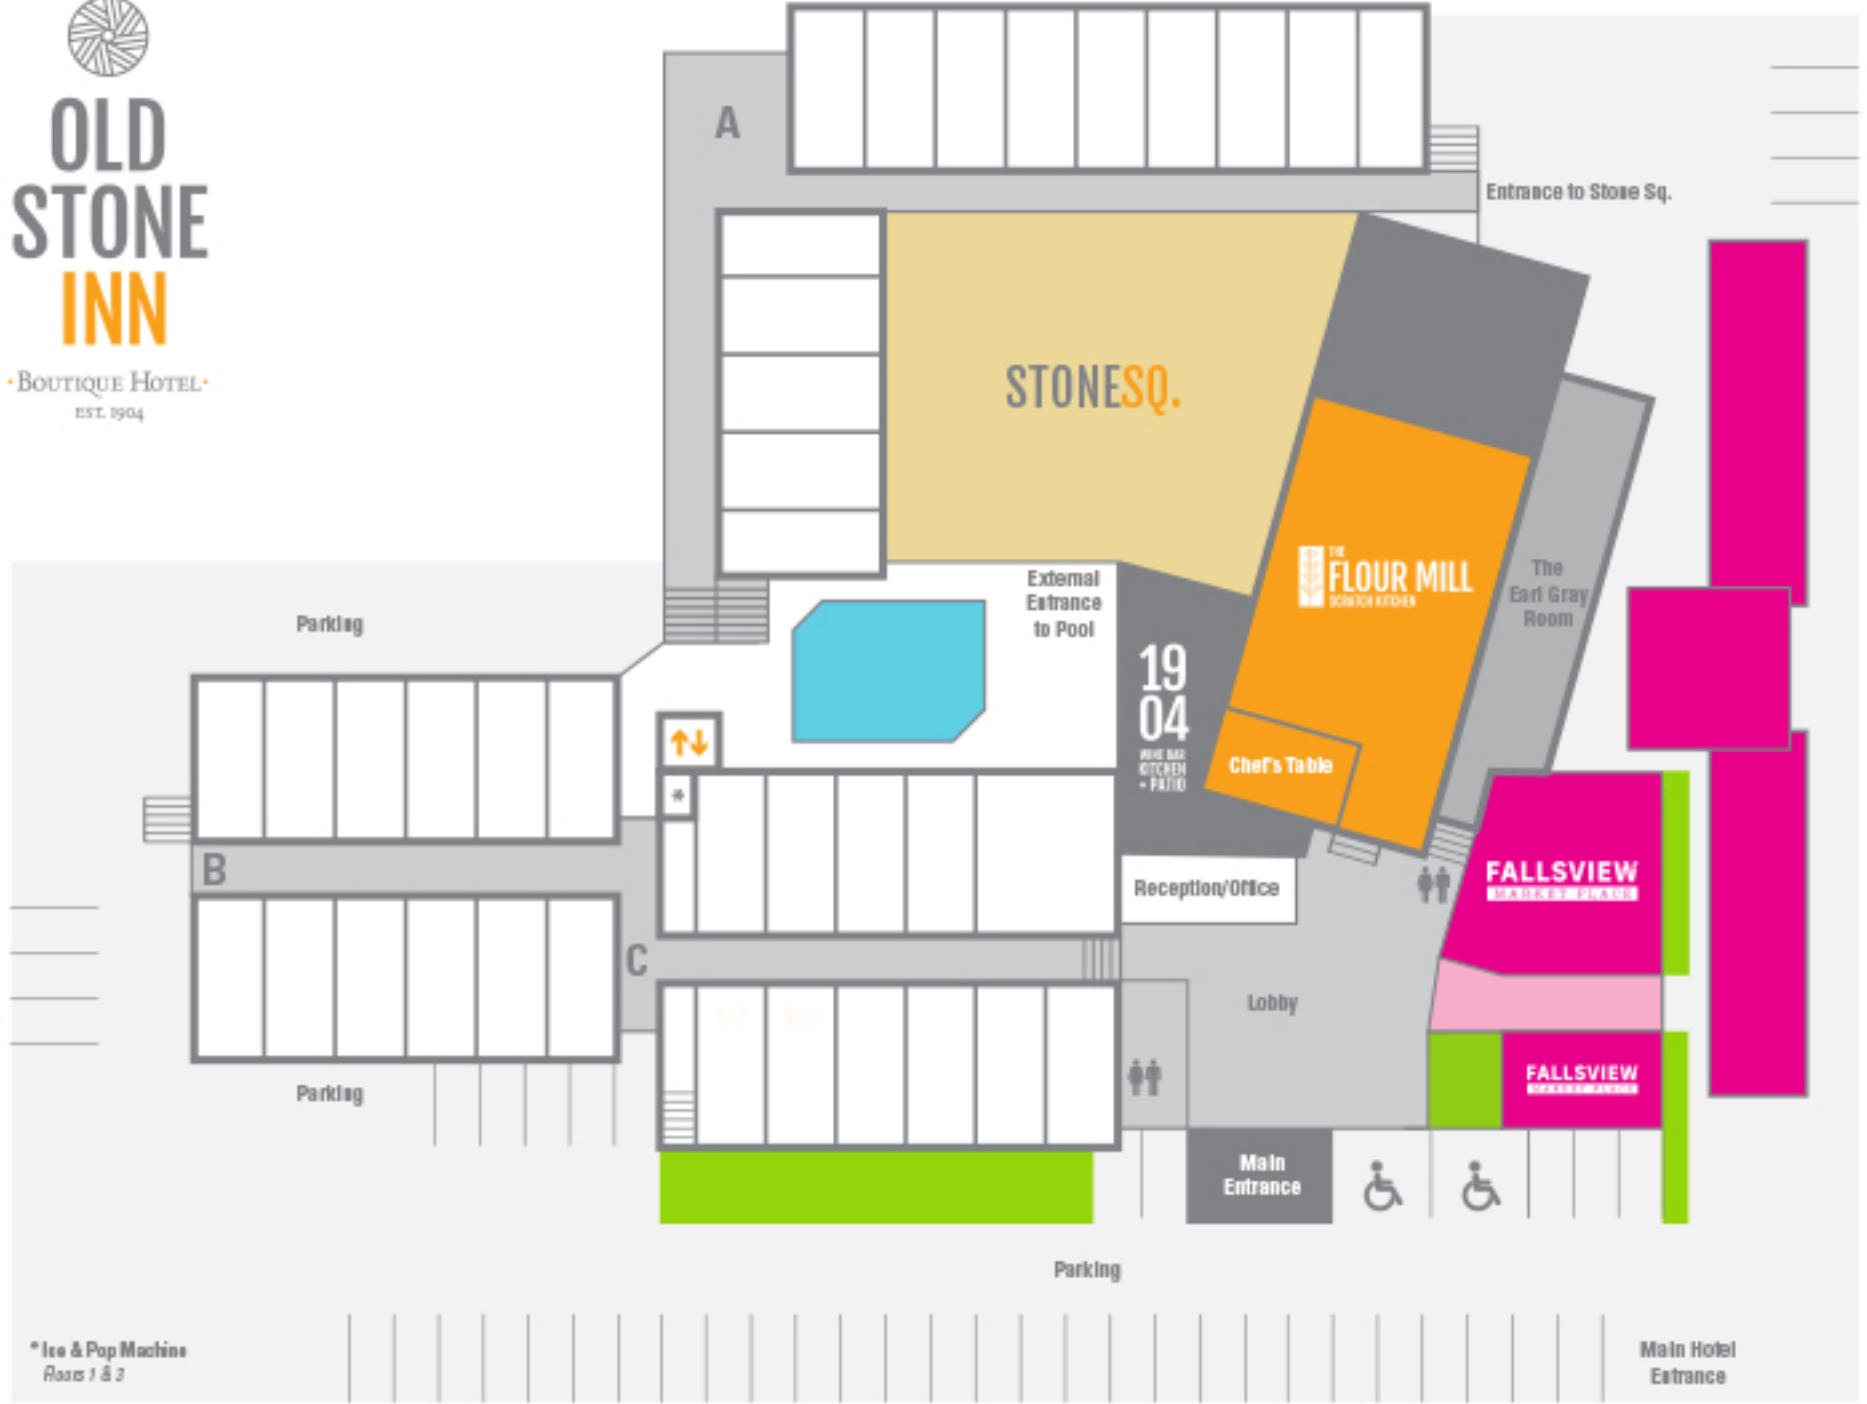 OLD
STONE
INN
BOUTIQUE HOTEL
EST. 1904
A
Entrance to Stone Sq.
STONESQ.
External
Entrance
to Pool
THE
FLOUR MILL
SCRATCH KITCHEN
The
Earl Gray
Room
Parking
19
04
WINE BAR
KITCHEN
+ PATIO
Chef's Table
*
B
Reception/Office
FALLSVIEW
MARKET PLACE
C
Lobby
FALLSVIEW
MARKET PLACE
Parking
Main
Entrance
Parking
* Ice & Pop Machine
Floors 1 & 3
Main Hotel
Entrance